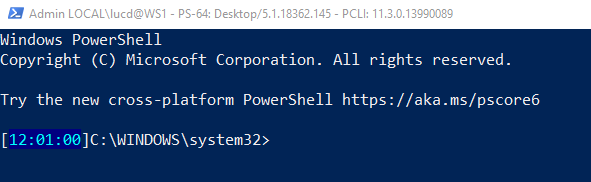 Admin LOCAL\lucd@WS1 - PS-64: Desktop/5.1.18362.145 - PCLI: 11.3.0.13990089
Windows PowerShell
Copyright (C) Microsoft Corporation. All rights reserved.
Try the new cross-platform PowerShell https://aka.ms/pscore6
[12:01:00]C:\WINDOWS\system32>